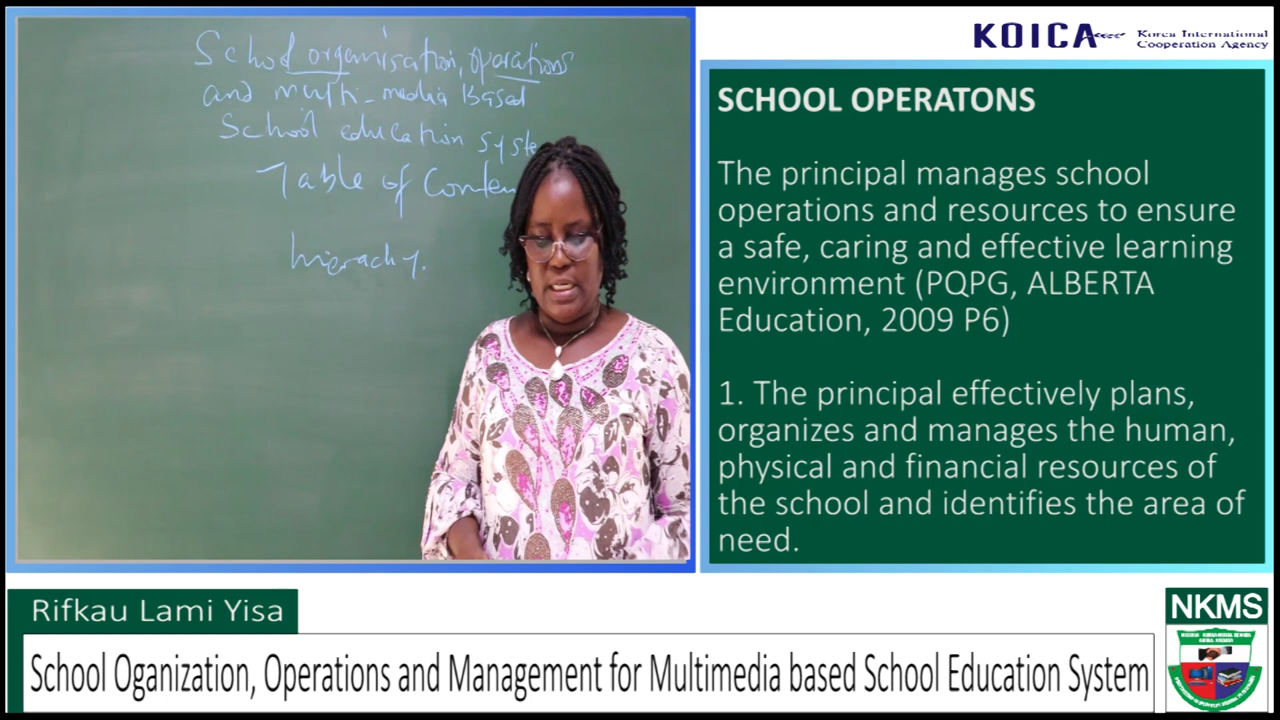 School organisation, operations
and multi-media Based
School education syste
Table of Conten
hierachy.
KOICA
Korea International
Cooperation Agency
SCHOOL OPERATONS
The principal manages school
operations and resources to ensure
a safe, caring and effective learning
environment (PQPG, ALBERTA
Education, 2009 P6)
1. The principal effectively plans,
organizes and manages the human,
physical and financial resources of
the school and identifies the area of
need.
Rifkau Lami Yisa
School Oganization, Operations and Management for Multimedia based School Education System
NKMS